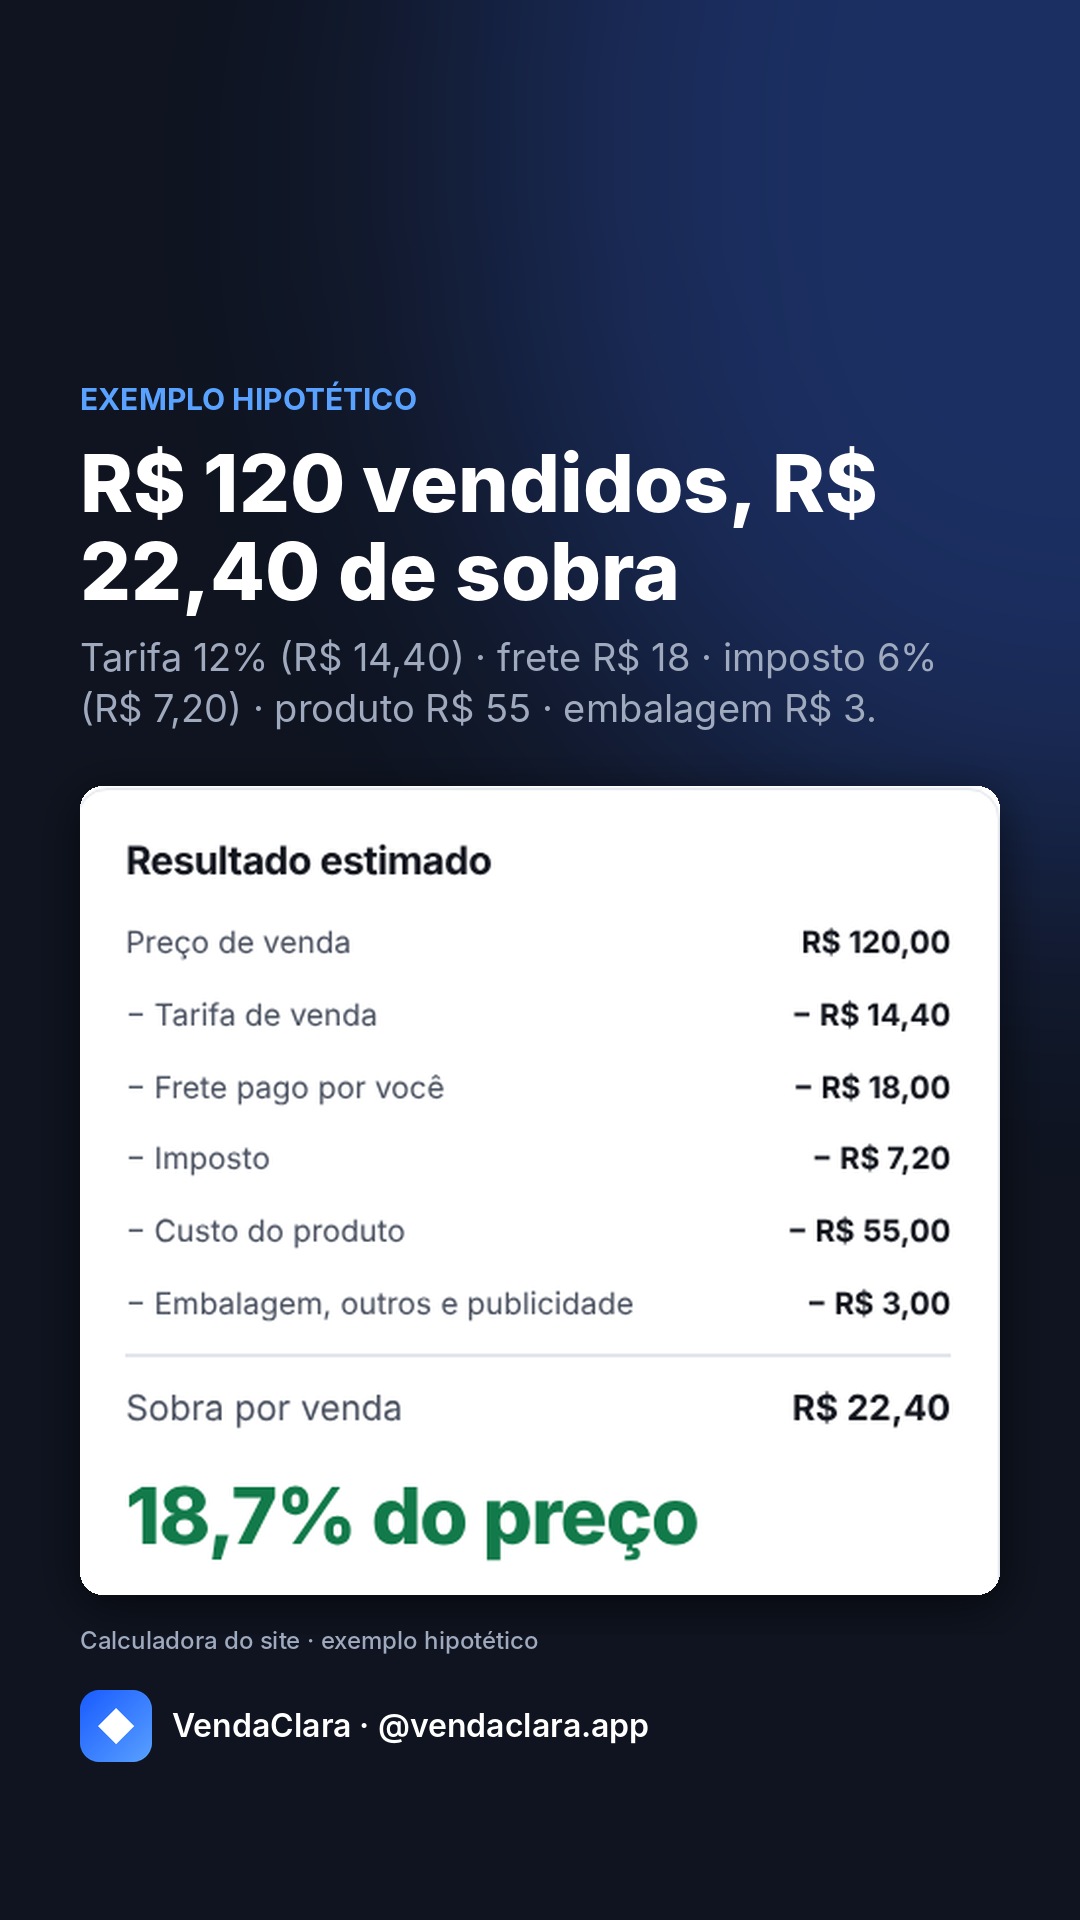 EXEMPLO HIPOTÉTICO
R$ 120 vendidos, R$
22,40 de sobra
Tarifa 12% (R$ 14,40) · frete R$ 18 · imposto 6%
(R$ 7,20) · produto R$ 55 · embalagem R$ 3.
Resultado estimado
Preço de venda R$ 120,00
− Tarifa de venda − R$ 14,40
− Frete pago por você − R$ 18,00
− Imposto − R$ 7,20
− Custo do produto − R$ 55,00
− Embalagem, outros e publicidade − R$ 3,00
Sobra por venda R$ 22,40
18,7% do preço
Calculadora do site · exemplo hipotético
VendaClara · @vendaclara.app